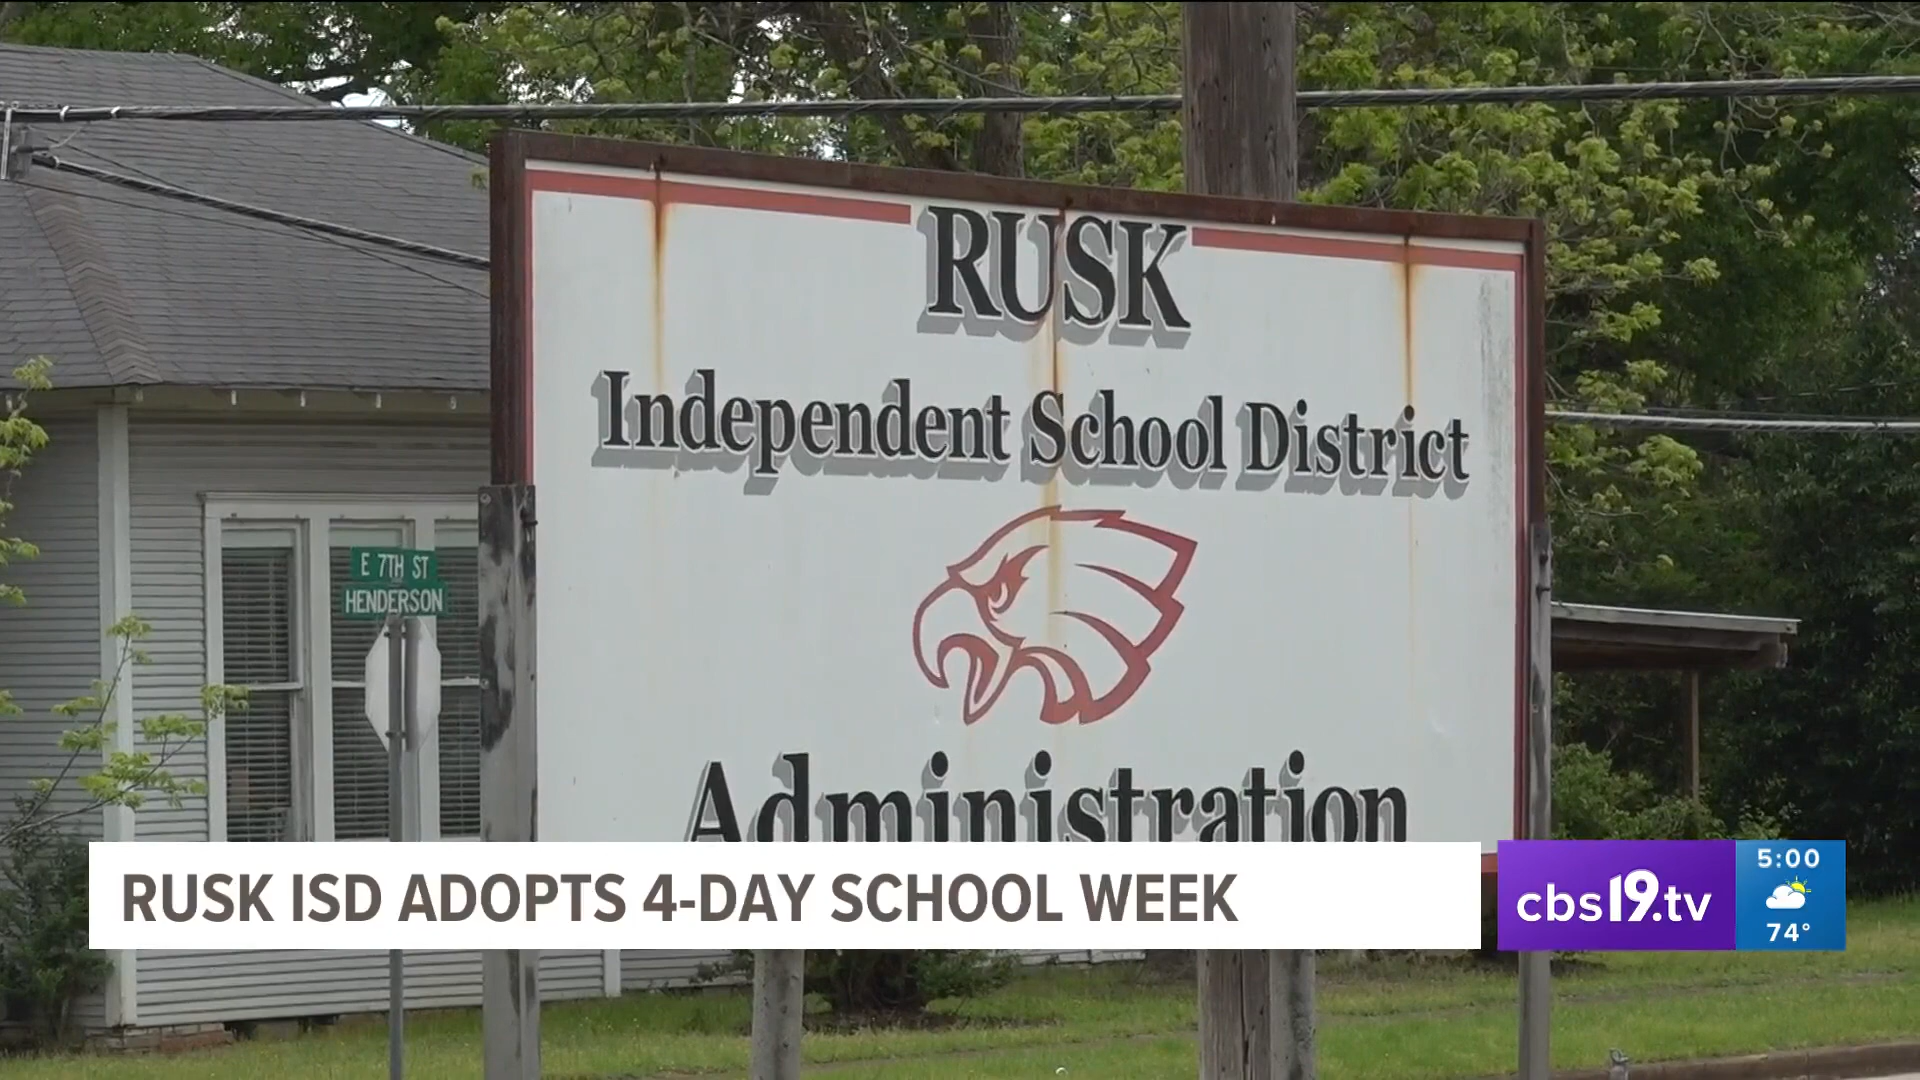 RUSK
Independent School District
E 7TH ST
HENDERSON
Administration
RUSK ISD ADOPTS 4-DAY SCHOOL WEEK
cbs19.tv
5:00
74°